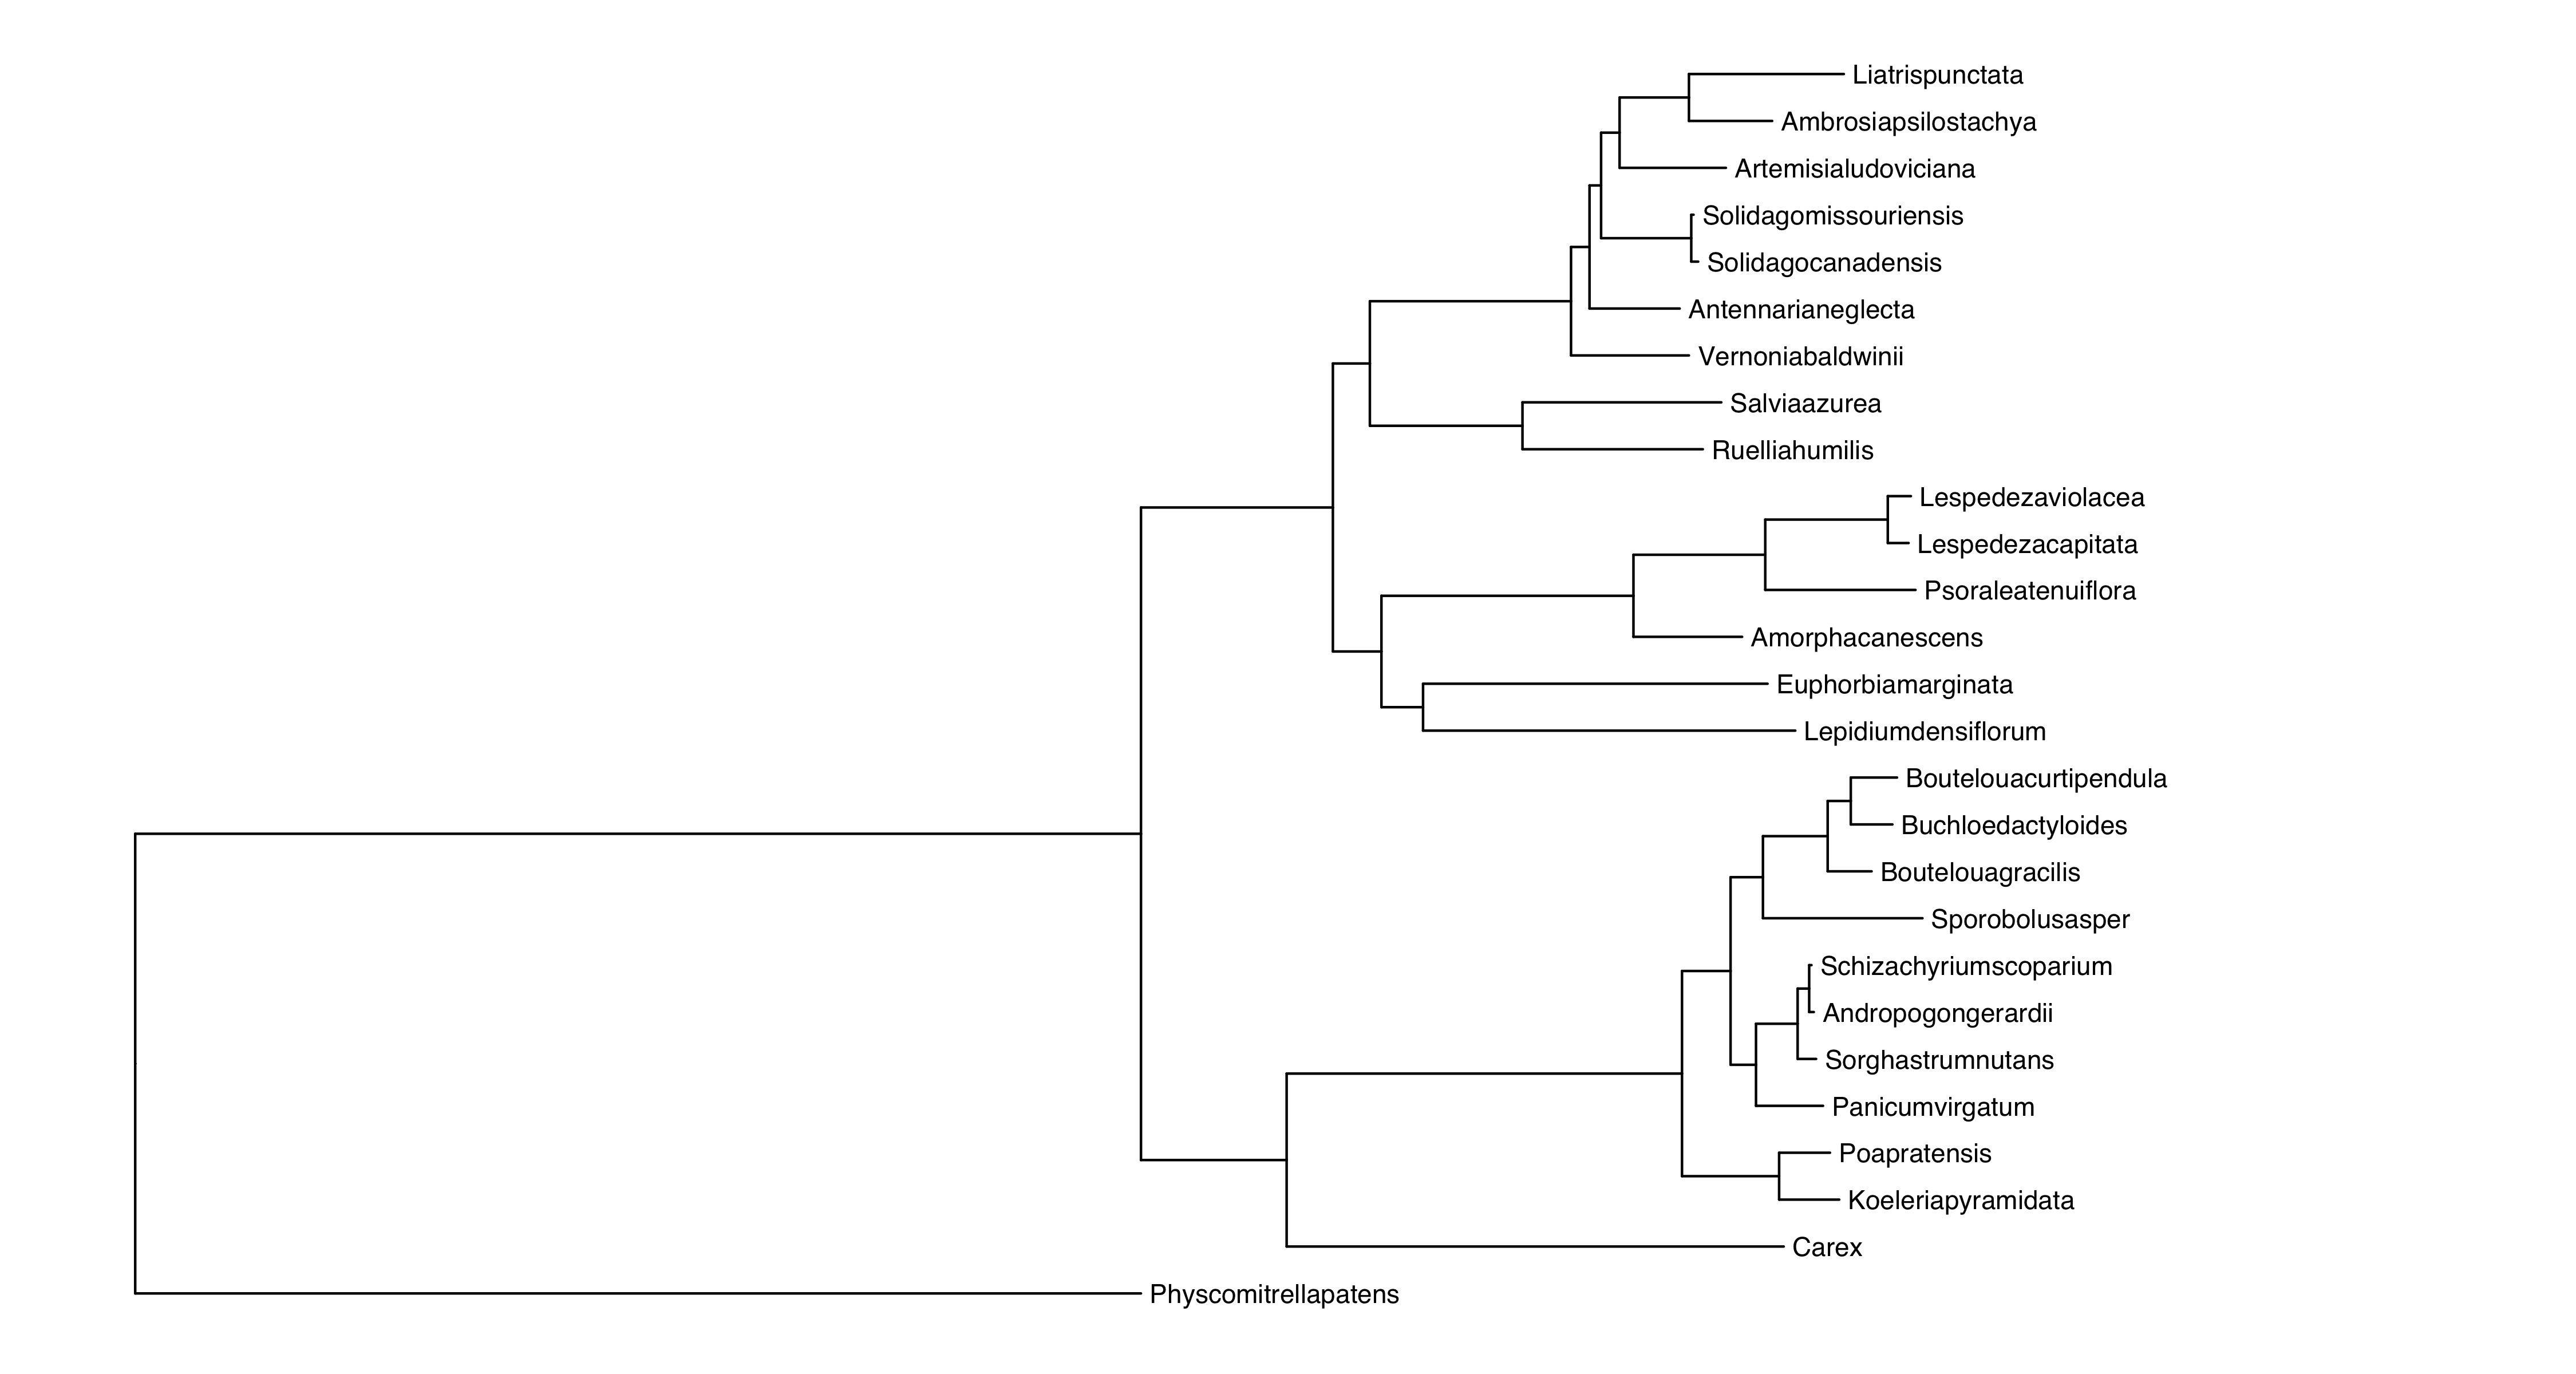 Liatrispunctata
Ambrosiapsilostachya
Artemisialudoviciana
Solidagomissouriensis
Solidagocanadensis
Antennarianeglecta
Vernoniabaldwinii
Salviaazurea
Ruelliahumilis
Lespedezaviolacea
Lespedezacapitata
Psoraleatenuiflora
Amorphacanescens
Euphorbiamarginata
Lepidiumdensiflorum
Boutelouacurtipendula
Buchloedactyloides
Boutelouagracilis
Sporobolusasper
Schizachyriumscoparium
Andropogongerardii
Sorghastrumnutans
Panicumvirgatum
Poapratensis
Koeleriapyramidata
Carex
Physcomitrellapatens